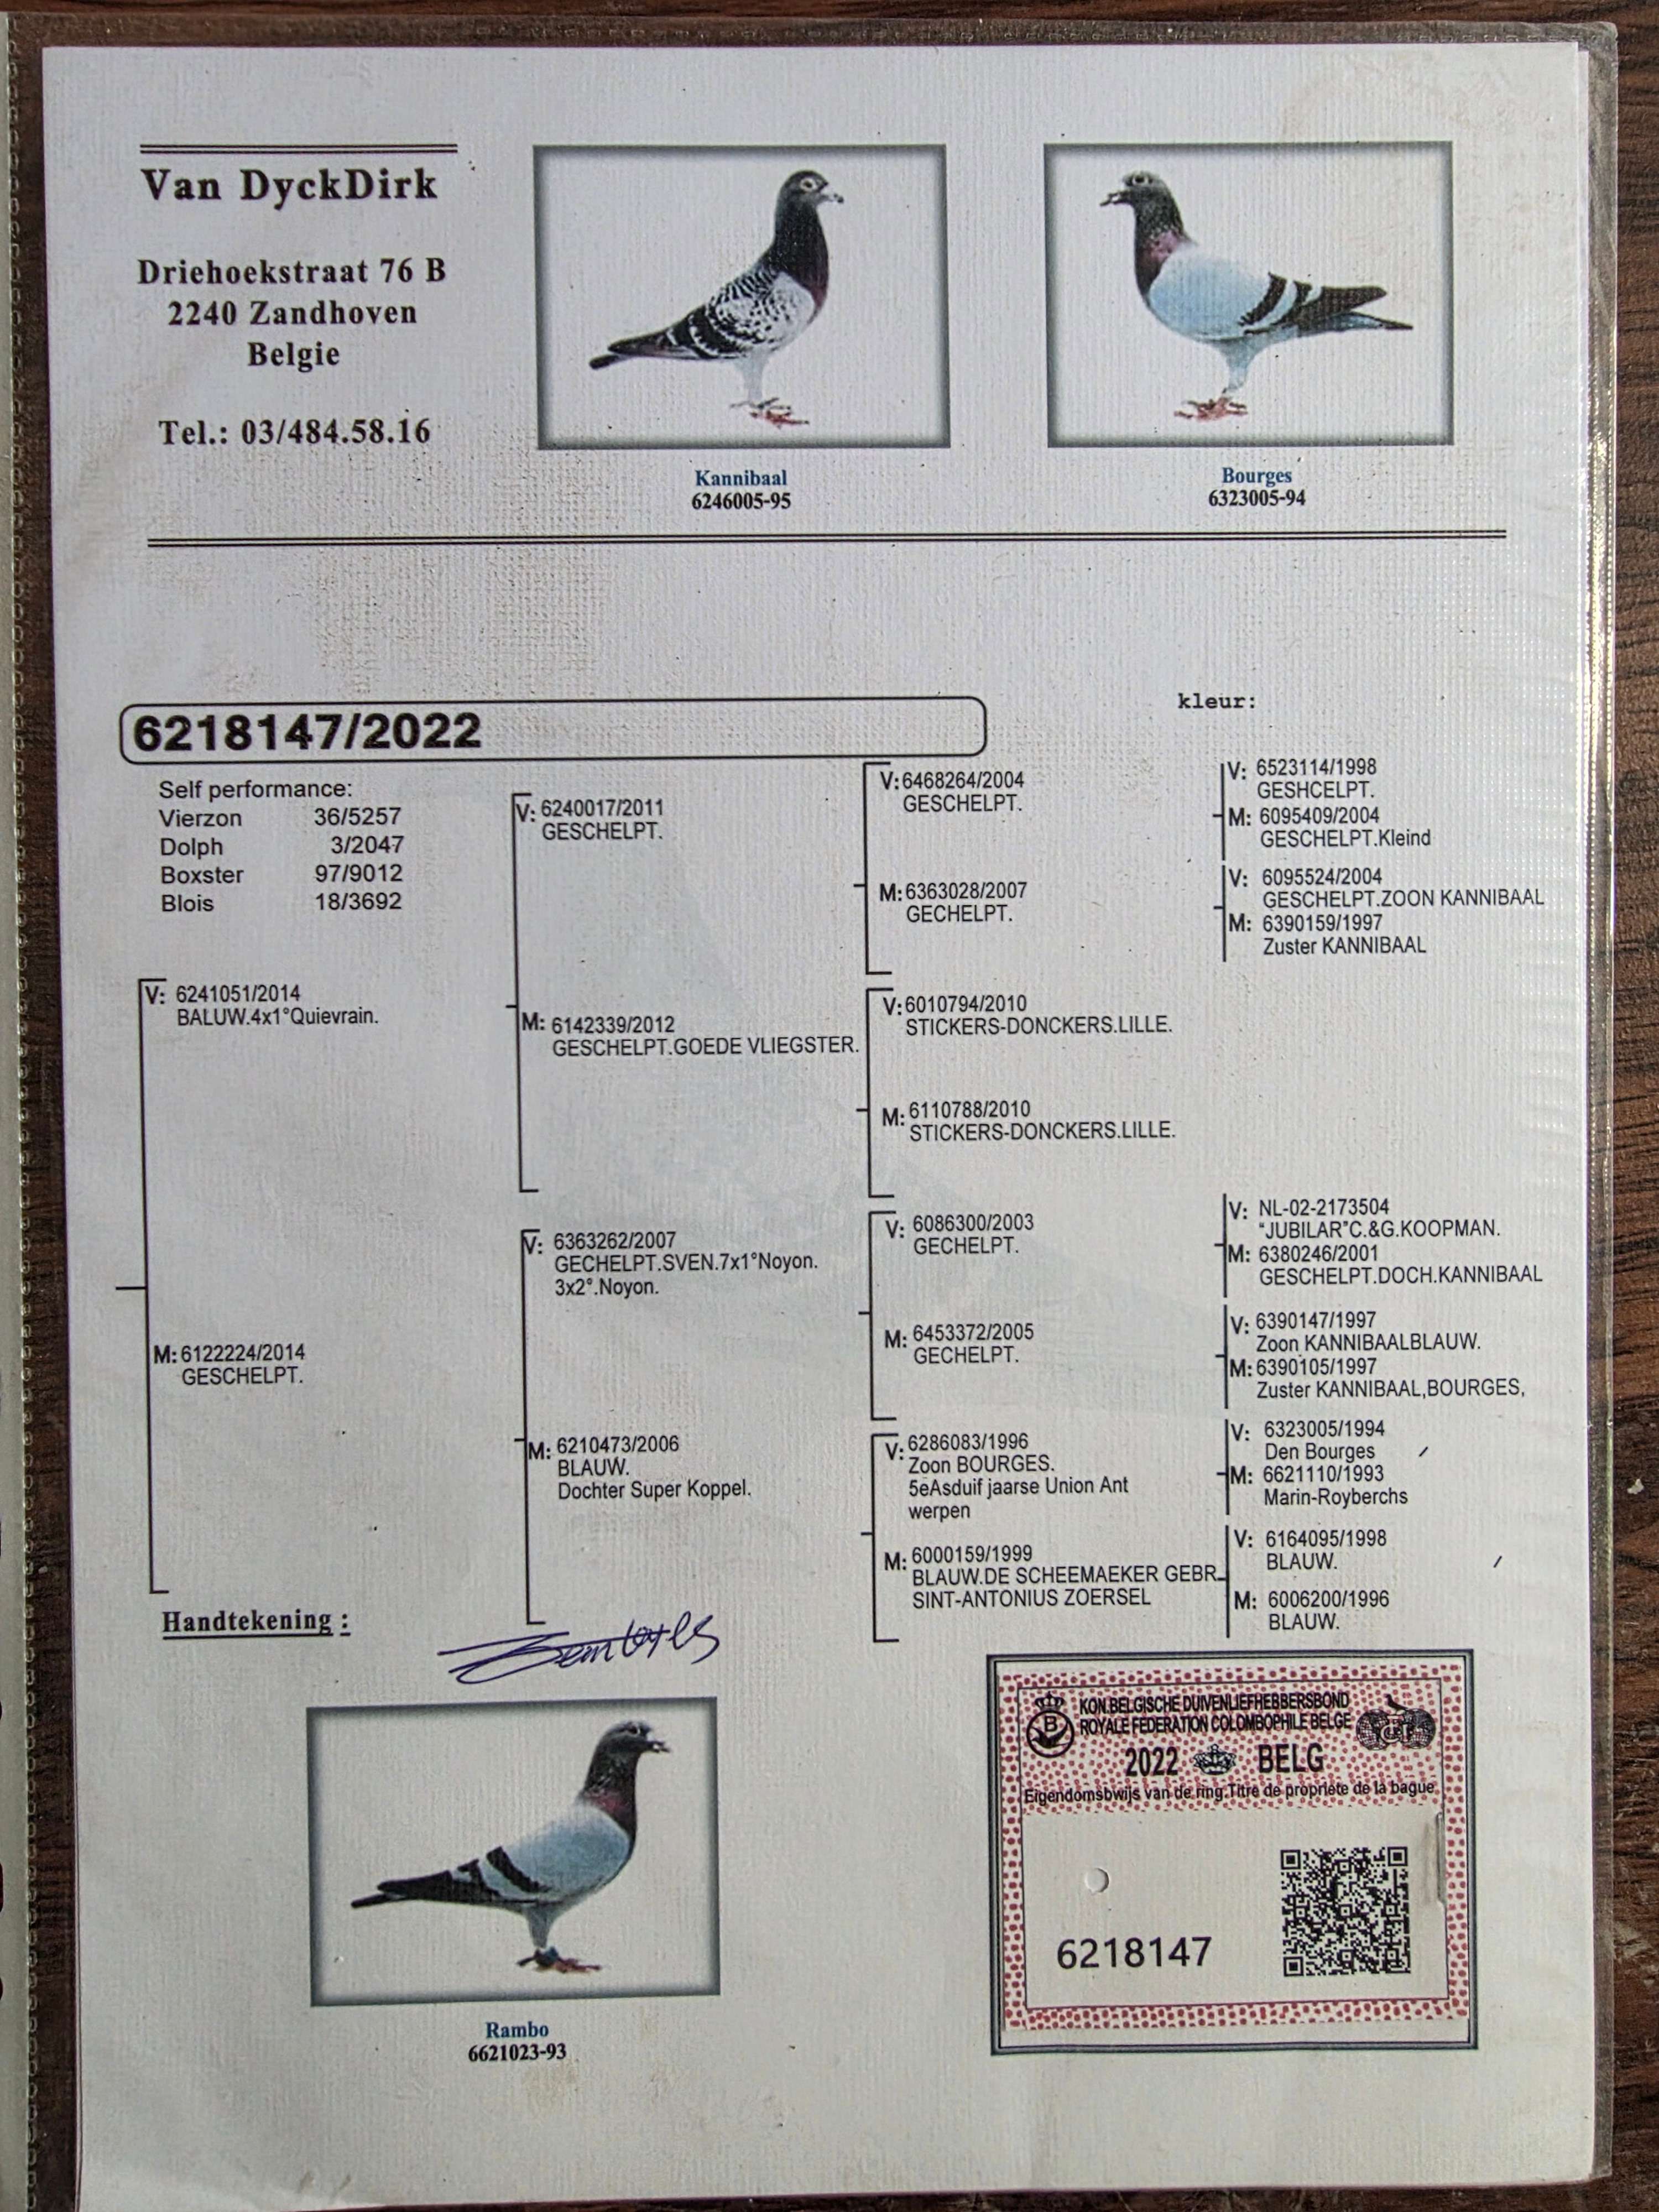 Van DyckDirk
Driehoekstraat 76 B
2240 Zandhoven
Belgie
Tel.: 03/484.58.16
Kannibaal
6246005-95
Bourges
6323005-94
kleur:
6218147/2022
Self performance:
Vierzon 36/5257
Dolph 3/2047
Boxster 97/9012
Blois 18/3692
V: 6241051/2014
BALUW.4x1°Quievrain.
M: 6122224/2014
GESCHELPT.
V: 6240017/2011
GESCHELPT.
M: 6142339/2012
GESCHELPT.GOEDE VLIEGSTER.
V: 6363262/2007
GECHELPT.SVEN.7x1°Noyon.
3x2°.Noyon.
M: 6210473/2006
BLAUW.
Dochter Super Koppel.
V: 6468264/2004
GESCHELPT.
M: 6363028/2007
GECHELPT.
V: 6010794/2010
STICKERS-DONCKERS.LILLE.
M: 6110788/2010
STICKERS-DONCKERS.LILLE.
V: 6086300/2003
GECHELPT.
M: 6453372/2005
GECHELPT.
V: 6286083/1996
Zoon BOURGES.
5eAsduif jaarse Union Ant
werpen
M: 6000159/1999
BLAUW.DE SCHEEMAEKER GEBR
SINT-ANTONIUS ZOERSEL
V: 6523114/1998
GESHCELPT.
M: 6095409/2004
GESCHELPT.Kleind
V: 6095524/2004
GESCHELPT.ZOON KANNIBAAL
M: 6390159/1997
Zuster KANNIBAAL
V: NL-02-2173504
"JUBILAR"C.&G.KOOPMAN.
M: 6380246/2001
GESCHELPT.DOCH.KANNIBAAL
V: 6390147/1997
Zoon KANNIBAALBLAUW.
M: 6390105/1997
Zuster KANNIBAAL,BOURGES,
V: 6323005/1994
Den Bourges
M: 6621110/1993
Marin-Royberchs
V: 6164095/1998
BLAUW.
M: 6006200/1996
BLAUW.
Handtekening :
Rambo
6621023-93
KON.BELGISCHE DUIVENLIEFHEBBERSBOND
ROYALE FEDERATION COLOMBOPHILE BELGE
B
2022 BELG
Eigendomsbwijs van de ring.Titre de propriete de la bague
6218147